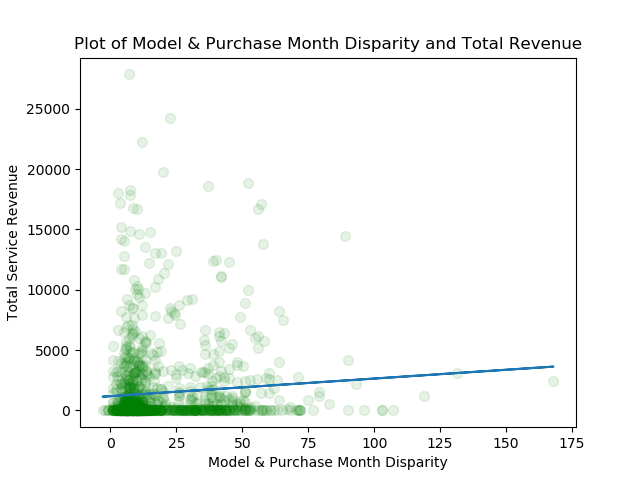 Plot of Model & Purchase Month Disparity and Total Revenue
Total Service Revenue
25000
20000
15000
10000
5000
0
0 25 50 75 100 125 150 175
Model & Purchase Month Disparity